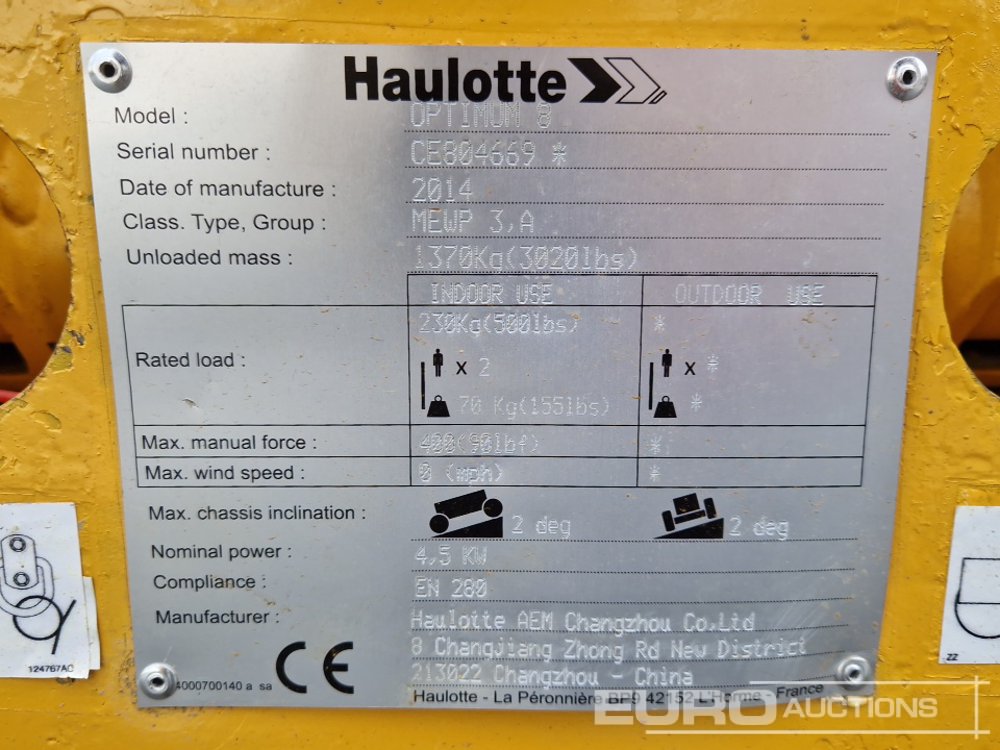 Haulotte
Model : OPTIMUM 8
Serial number : CE804669 *
Date of manufacture : 2014
Class. Type, Group : MEWP 3,A
Unloaded mass : 1370Kg(3020lbs)
INDOOR USE OUTDOOR USE
230Kg(500lbs) *
Rated load : x 2 x *
70 Kg(155lbs) *
Max. manual force : 400(90lbf) *
Max. wind speed : 0 (mph) *
Max. chassis inclination : 2 deg 2 deg
Nominal power : 4,5 KW
Compliance : EN 280
Manufacturer : Haulotte AEM Changzhou Co.Ltd
8 ChangJiang Zhong Rd New District
213022 Changzhou - China
CE
4000700140 a sa
Haulotte - La Péronnière BP9 42152 L'Horme - France
124767AC
ZZ
EURO AUCTIONS